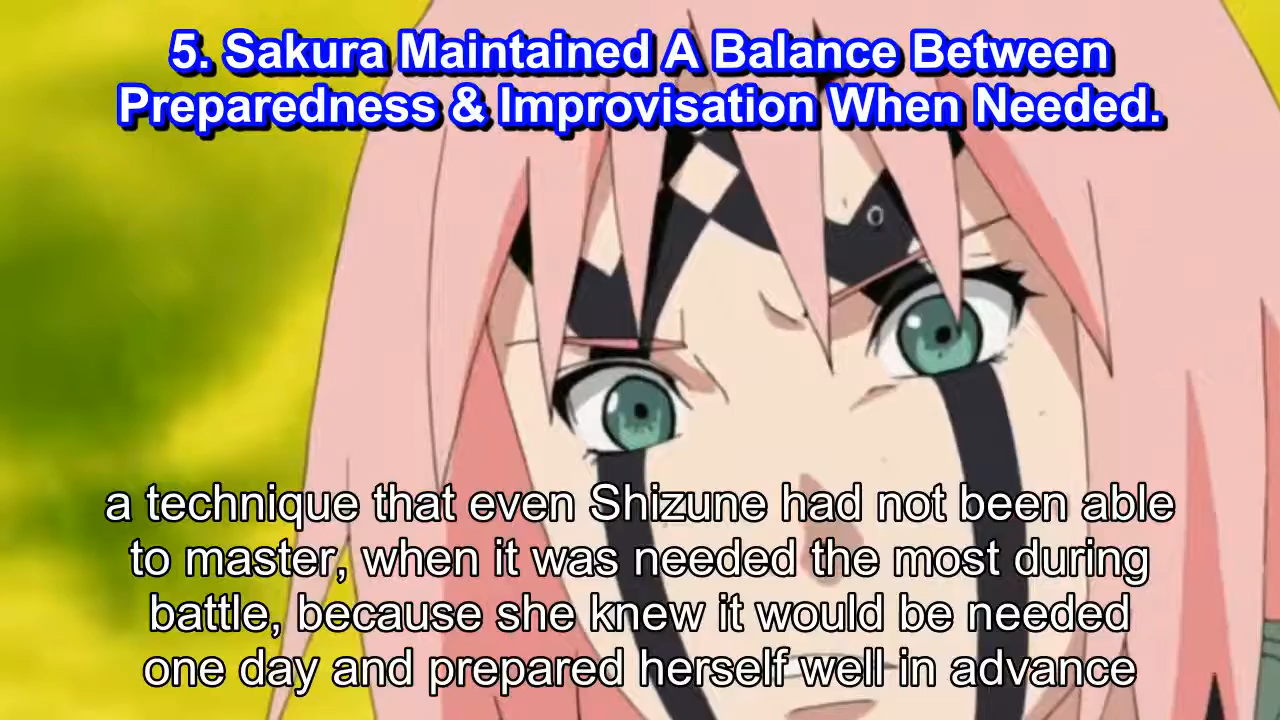 5. Sakura Maintained A Balance Between
Preparedness & Improvisation When Needed.
a technique that even Shizune had not been able
to master, when it was needed the most during
battle, because she knew it would be needed
one day and prepared herself well in advance